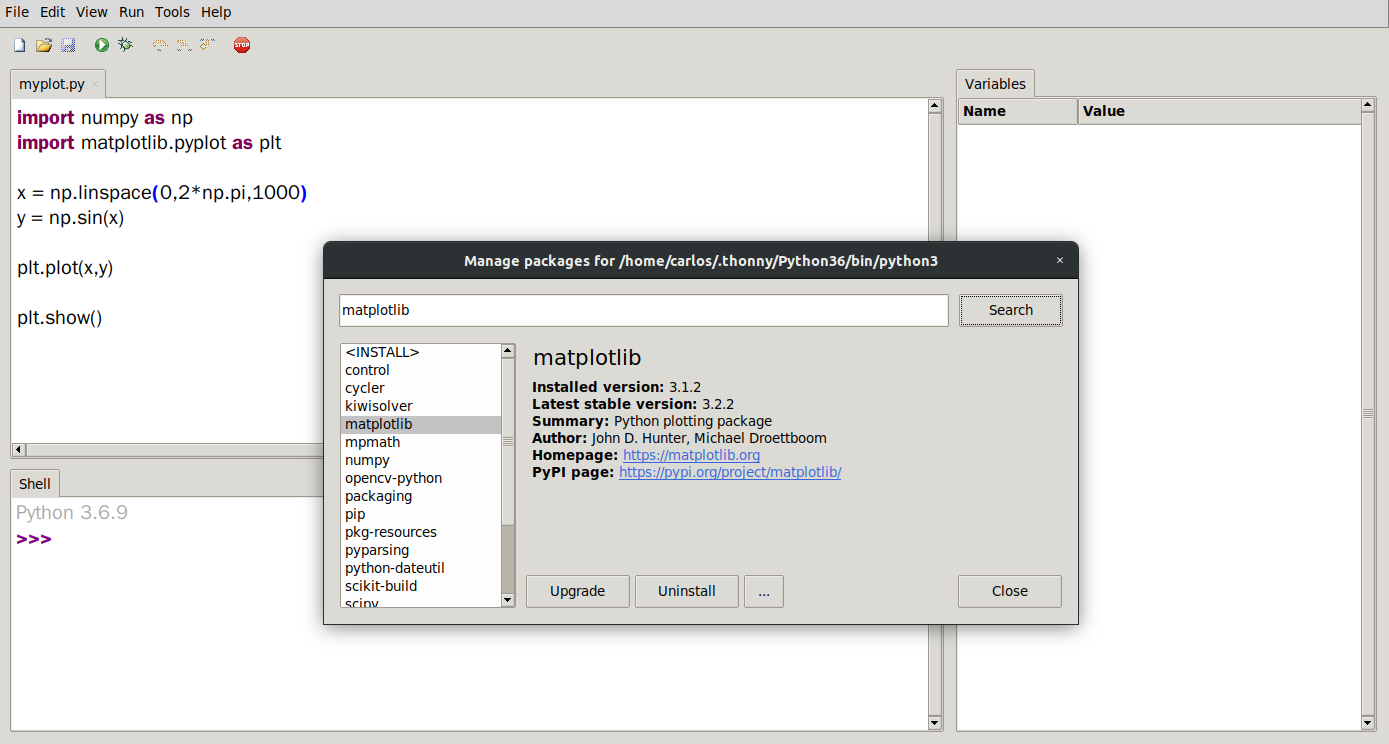 File Edit View Run Tools Help
STOP
myplot.py
import numpy as np
import matplotlib.pyplot as plt
x = np.linspace(0,2*np.pi,1000)
y = np.sin(x)
plt.plot(x,y)
plt.show()
Variables
Name Value
Manage packages for /home/carlos/.thonny/Python36/bin/python3
matplotlib
Search
<INSTALL>
control
cycler
kiwisolver
matplotlib
mpmath
numpy
opencv-python
packaging
pip
pkg-resources
pyparsing
python-dateutil
scikit-build
scipy
matplotlib
Installed version: 3.1.2
Latest stable version: 3.2.2
Summary: Python plotting package
Author: John D. Hunter, Michael Droettboom
Homepage: https://matplotlib.org
PyPI page: https://pypi.org/project/matplotlib/
Upgrade Uninstall ... Close
Shell
Python 3.6.9
>>>